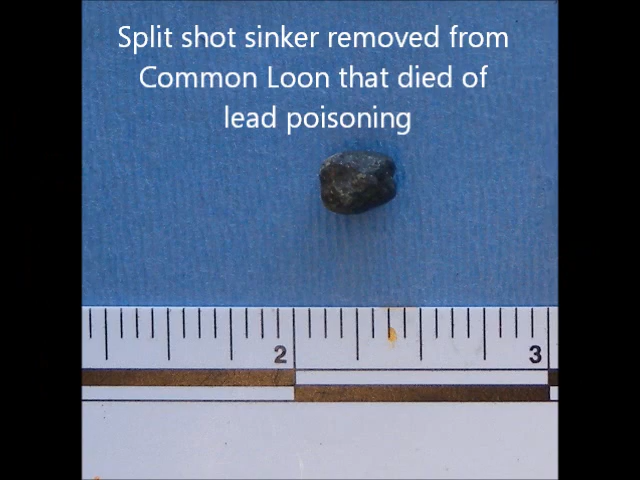 Split shot sinker removed from
Common Loon that died of
lead poisoning
2 3